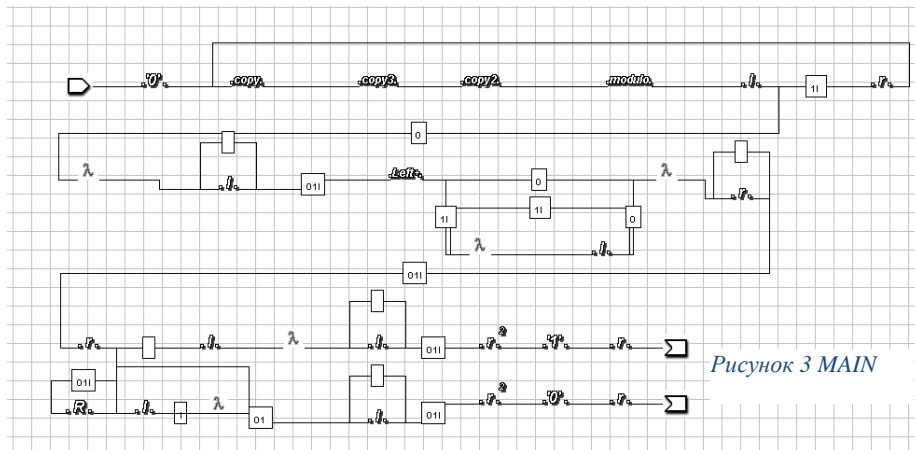 .'0'. .copy. .copy3. .copy2. .modulo. .l. 1l .r.
0
λ .l. 01l .Left+. 0 λ .r.
1l 1l 0
λ .l.
01l
.r. .l. λ .l. 01l .r.² .'1'. .r.
Рисунок 3 MAIN
01l
.R. .l. λ 01 .l. 01l .r.² .'0'. .r.